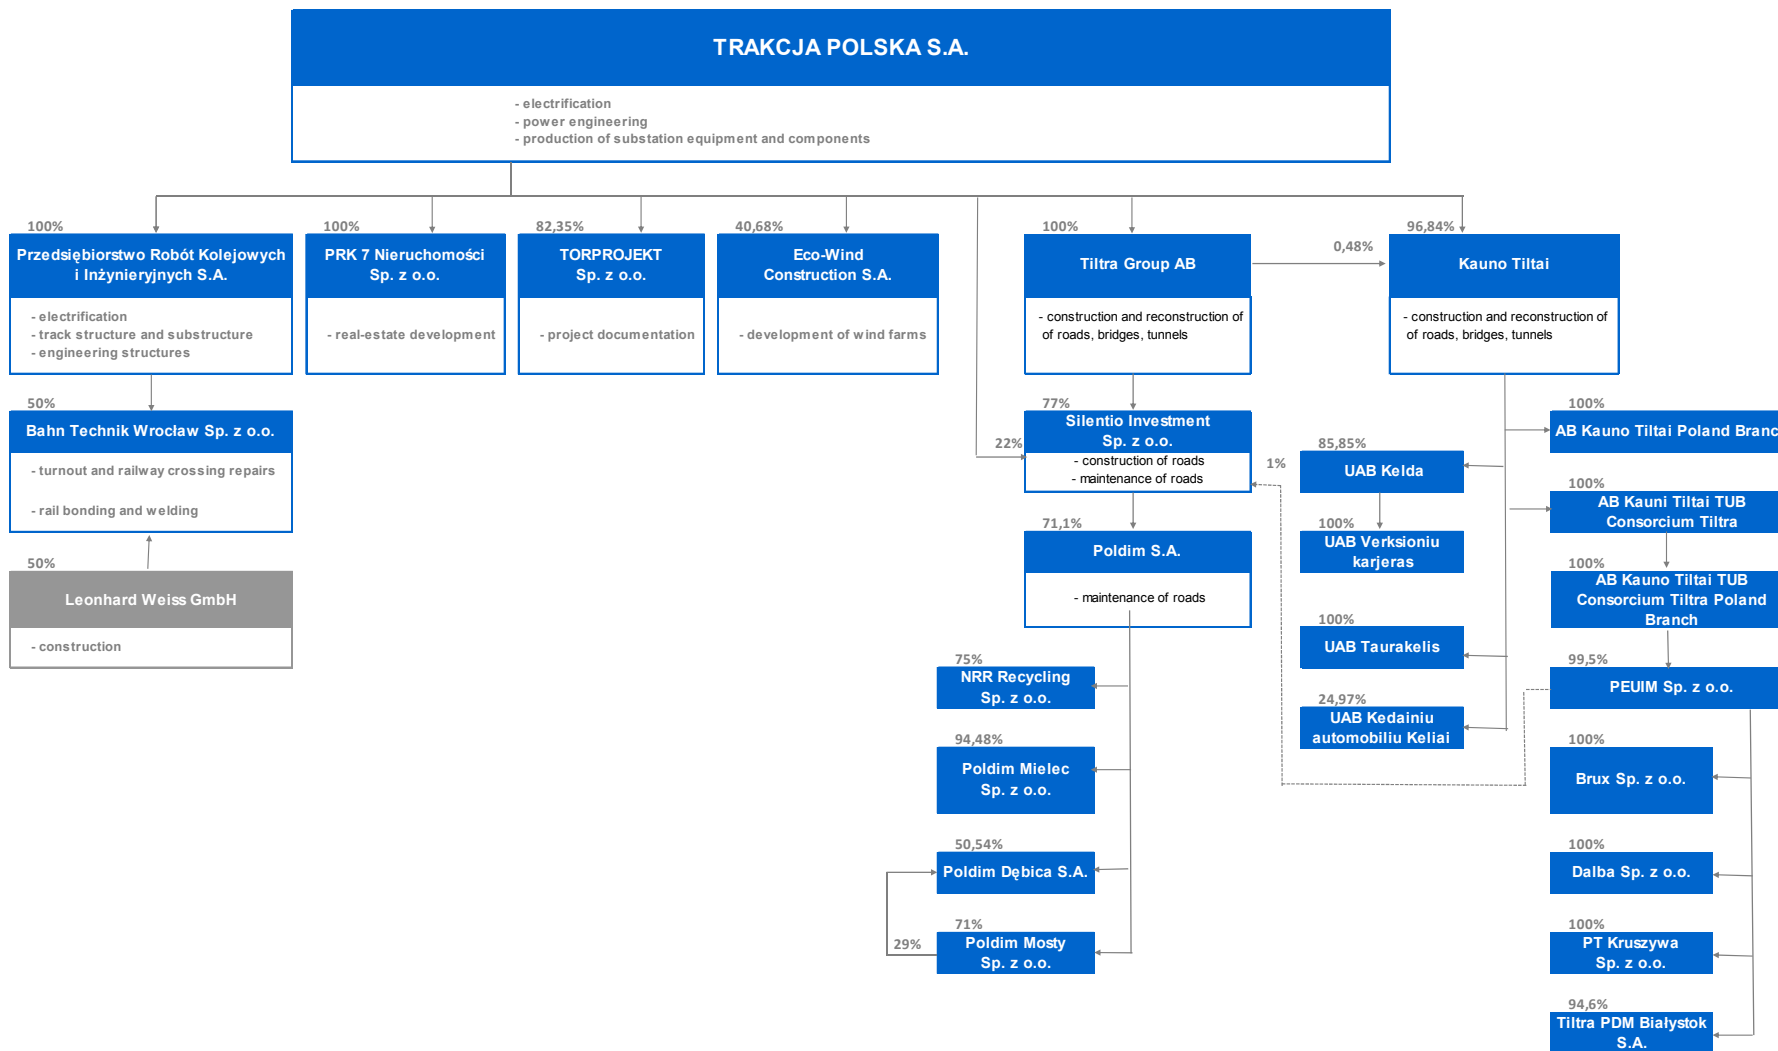 TRAKCJA POLSKA S.A.
- electrification
- power engineering
- production of substation equipment and components
100%
Przedsiębiorstwo Robót Kolejowych
i Inżynieryjnych S.A.
- electrification
- track structure and substructure
- engineering structures
100%
PRK 7 Nieruchomości
Sp. z o.o.
- real-estate development
82,35%
TORPROJEKT
Sp. z o.o.
- project documentation
40,68%
Eco-Wind
Construction S.A.
- development of wind farms
100%
Tiltra Group AB
- construction and reconstruction of
of roads, bridges, tunnels
0,48%
96,84%
Kauno Tiltai
- construction and reconstruction of
of roads, bridges, tunnels
50%
Bahn Technik Wrocław Sp. z o.o.
- turnout and railway crossing repairs
- rail bonding and welding
50%
Leonhard Weiss GmbH
- construction
77%
22%
Silentio Investment
Sp. z o.o.
- construction of roads
- maintenance of roads
1%
71,1%
Poldim S.A.
- maintenance of roads
75%
NRR Recycling
Sp. z o.o.
94,48%
Poldim Mielec
Sp. z o.o.
50,54%
Poldim Dębica S.A.
71%
29%
Poldim Mosty
Sp. z o.o.
85,85%
UAB Kelda
100%
UAB Verksioniu
karjeras
100%
UAB Taurakelis
24,97%
UAB Kedainiu
automobiliu Keliai
100%
AB Kauno Tiltai Poland Branc
100%
AB Kauni Tiltai TUB
Consorcium Tiltra
100%
AB Kauno Tiltai TUB
Consorcium Tiltra Poland
Branch
99,5%
PEUIM Sp. z o.o.
100%
Brux Sp. z o.o.
100%
Dalba Sp. z o.o.
100%
PT Kruszywa
Sp. z o.o.
94,6%
Tiltra PDM Białystok
S.A.